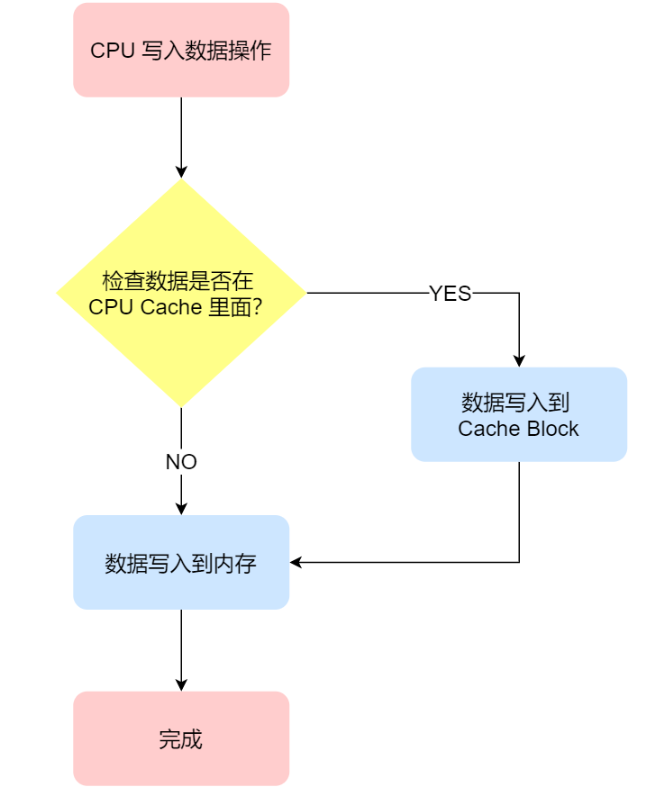 CPU 写入数据操作
检查数据是否在
CPU Cache 里面？
YES
数据写入到
Cache Block
NO
数据写入到内存
完成